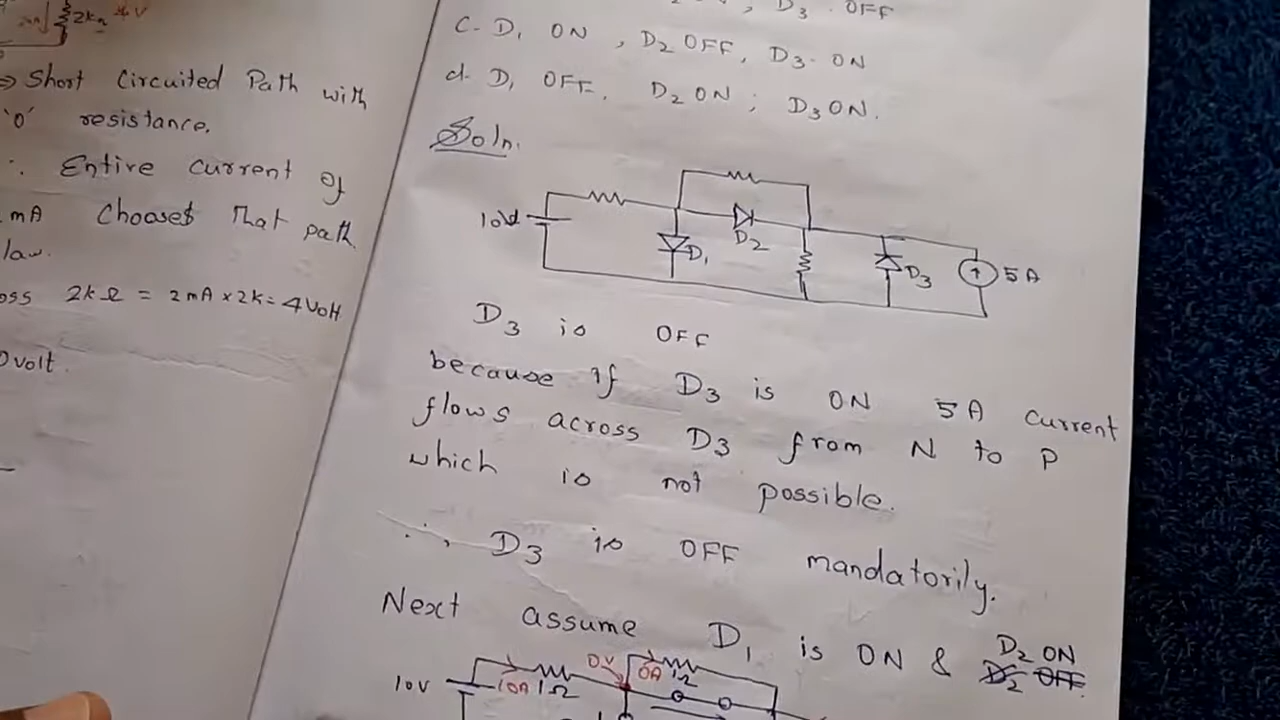 2kΩ 4V
⇒ Short Circuited Path with
'0' resistance.
∴ Entire Current of
mA Chooses That path
law.
oss 2kΩ = 2mA×2k=4Volt
0volt.
D3 OFF
C. D1 ON, D2 OFF, D3 ON
d. D1 OFF, D2 ON; D3 ON.
Soln.
10V
D1
D2
D3
5A
D3 is OFF
because if D3 is ON 5A Current
flows across D3 from N to P
which is not possible.
∴, D3 is OFF mandatorily.
Next assume D1 is ON & D2 ON
D2 OFF
10V
10A 1Ω
0V
0A 1Ω